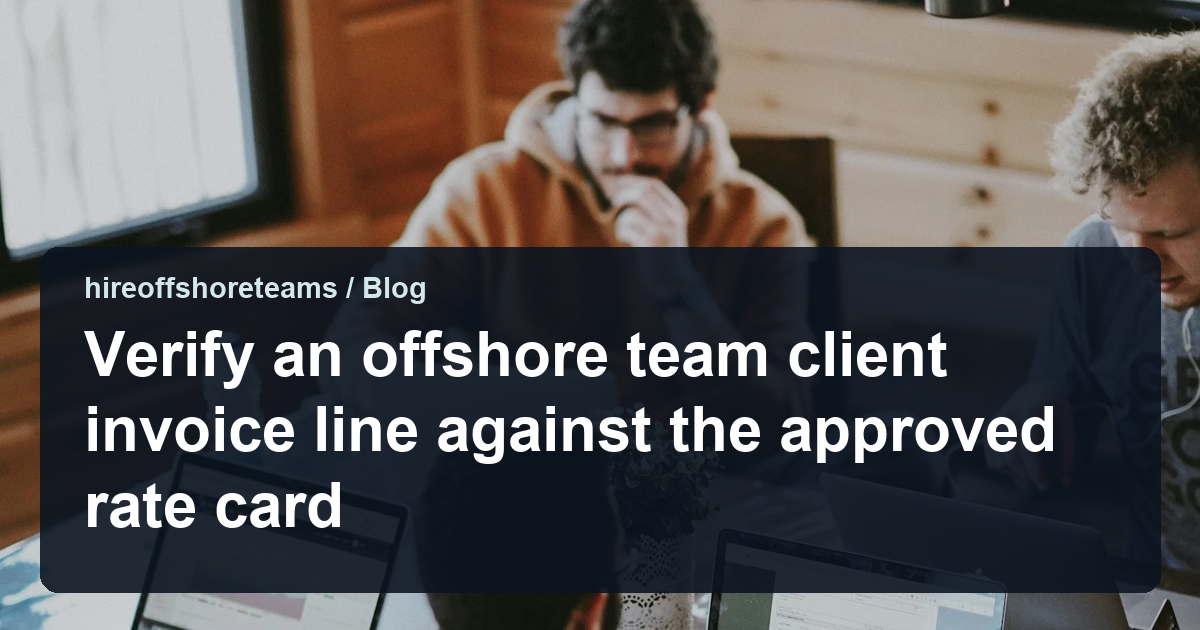 hireoffshoreteams / Blog
Verify an offshore team client
invoice line against the approved
rate card